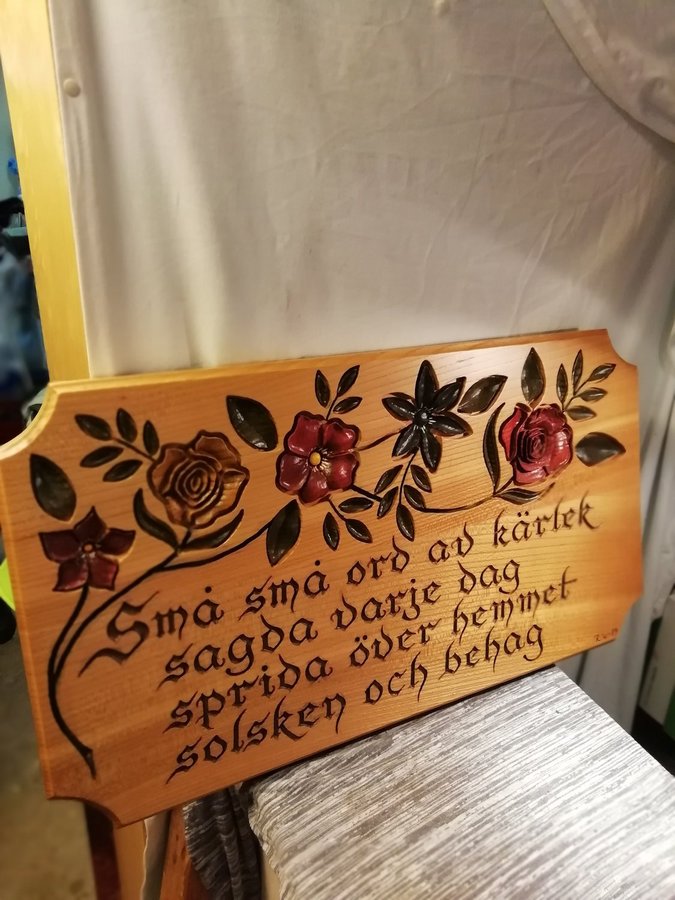 Små små ord av kärlek
sagda varje dag
sprida över hemmet
solsken och behag